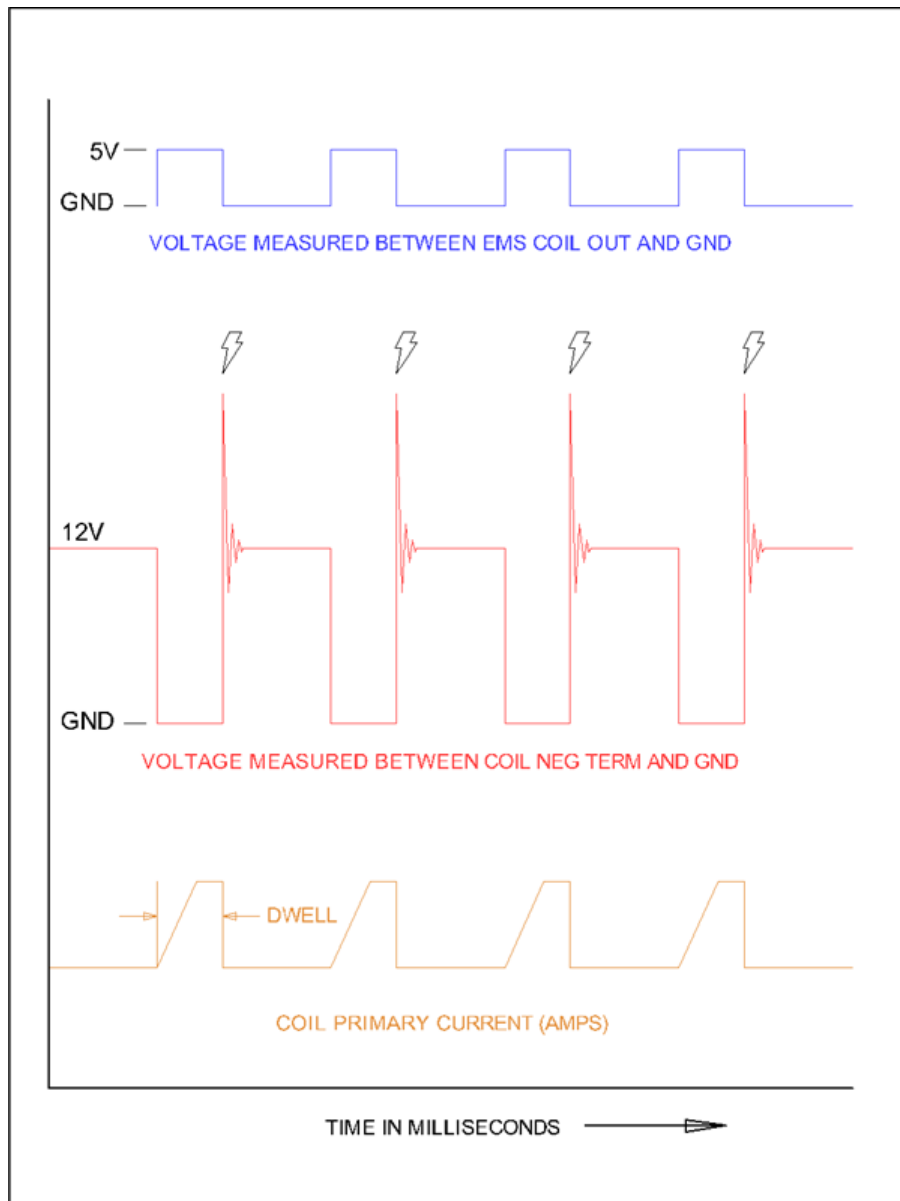 5V
GND
VOLTAGE MEASURED BETWEEN EMS COIL OUT AND GND
12V
GND
VOLTAGE MEASURED BETWEEN COIL NEG TERM AND GND
DWELL
COIL PRIMARY CURRENT (AMPS)
TIME IN MILLISECONDS